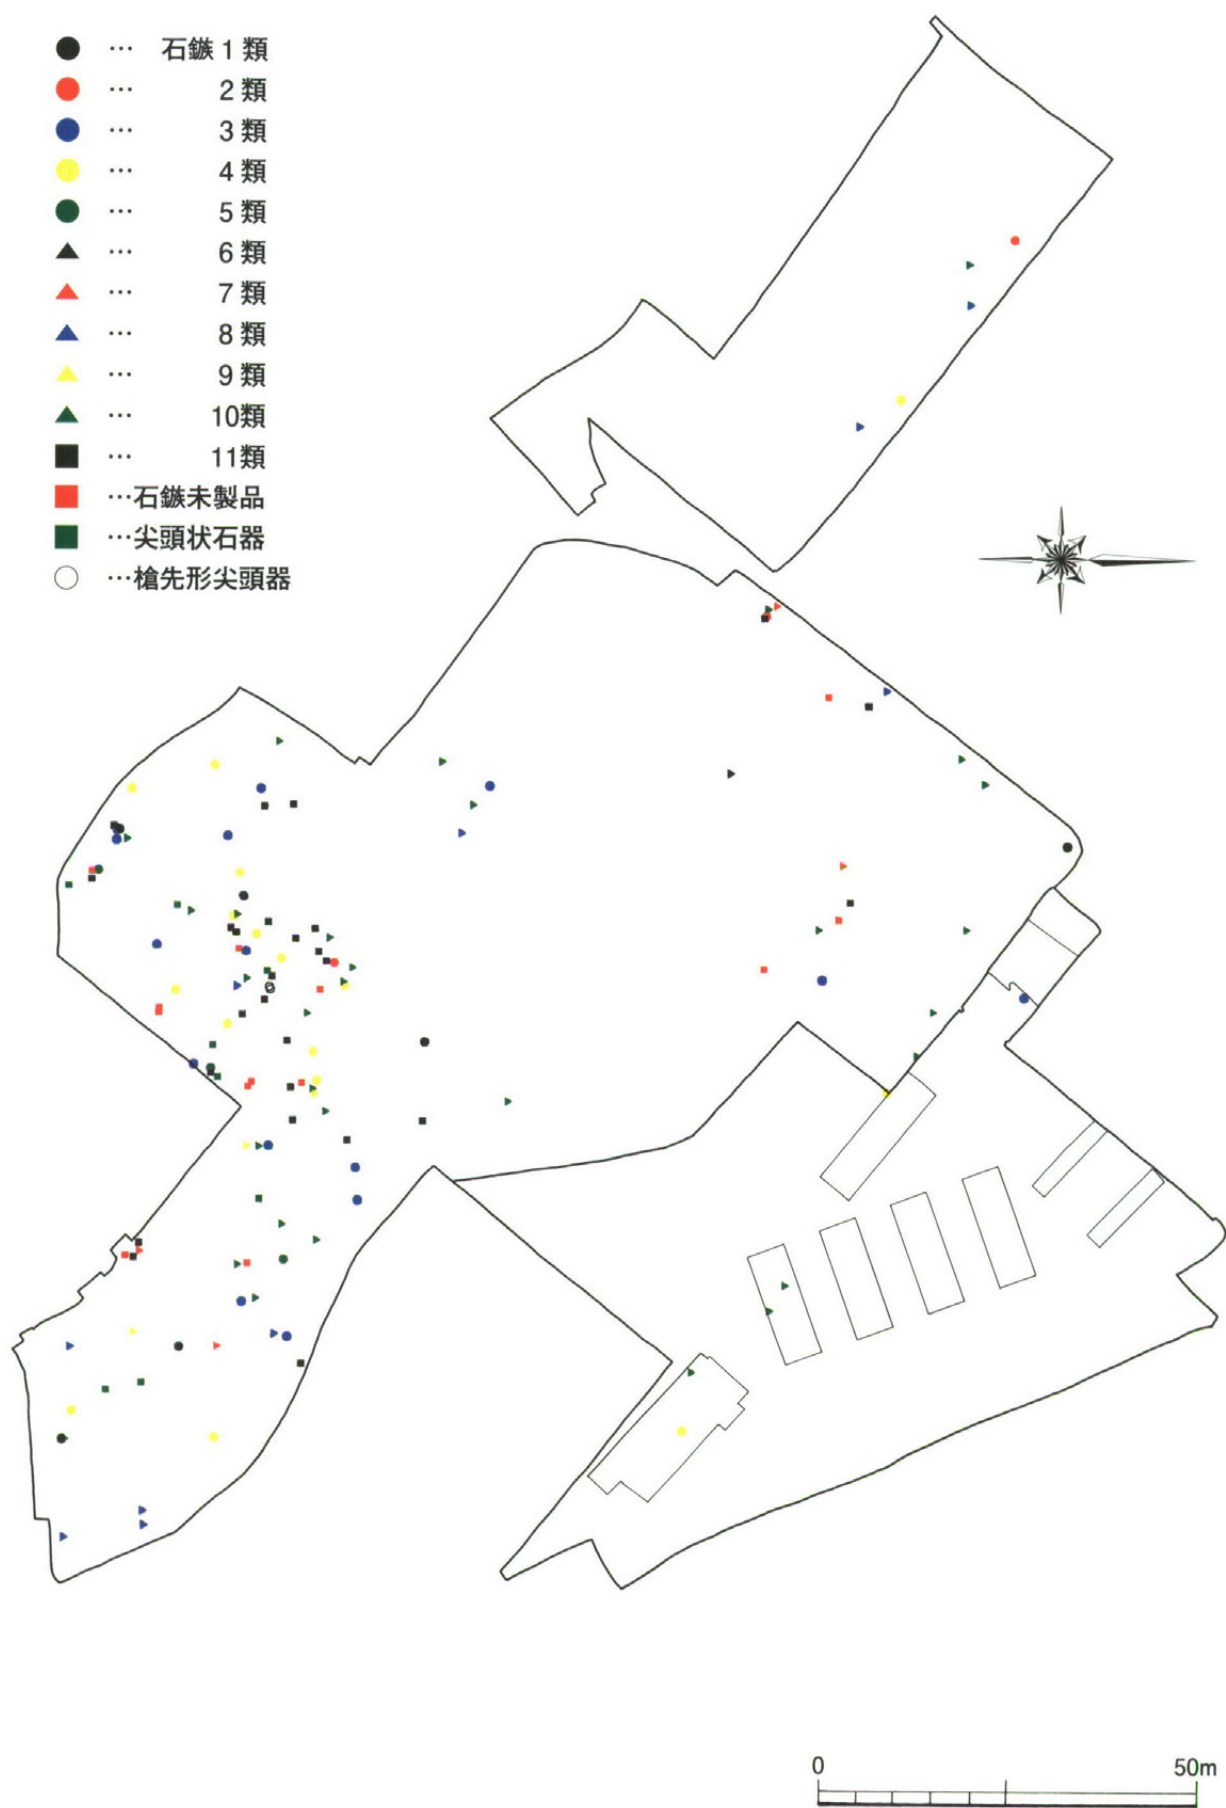 … 石鏃1類
… 2類
… 3類
… 4類
… 5類
… 6類
… 7類
… 8類
… 9類
… 10類
… 11類
…石鏃未製品
…尖頭状石器
…槍先形尖頭器
0 50m